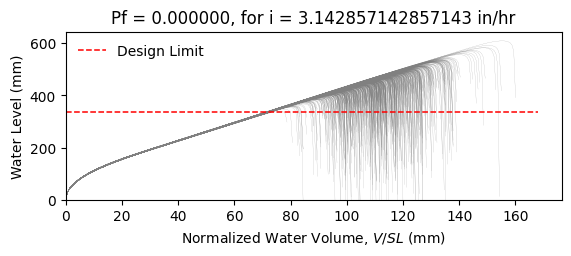 Pf = 0.000000, for i = 3.142857142857143 in/hr
Water Level (mm)
600
400
200
0
Design Limit
0 20 40 60 80 100 120 140 160
Normalized Water Volume, V/SL (mm)